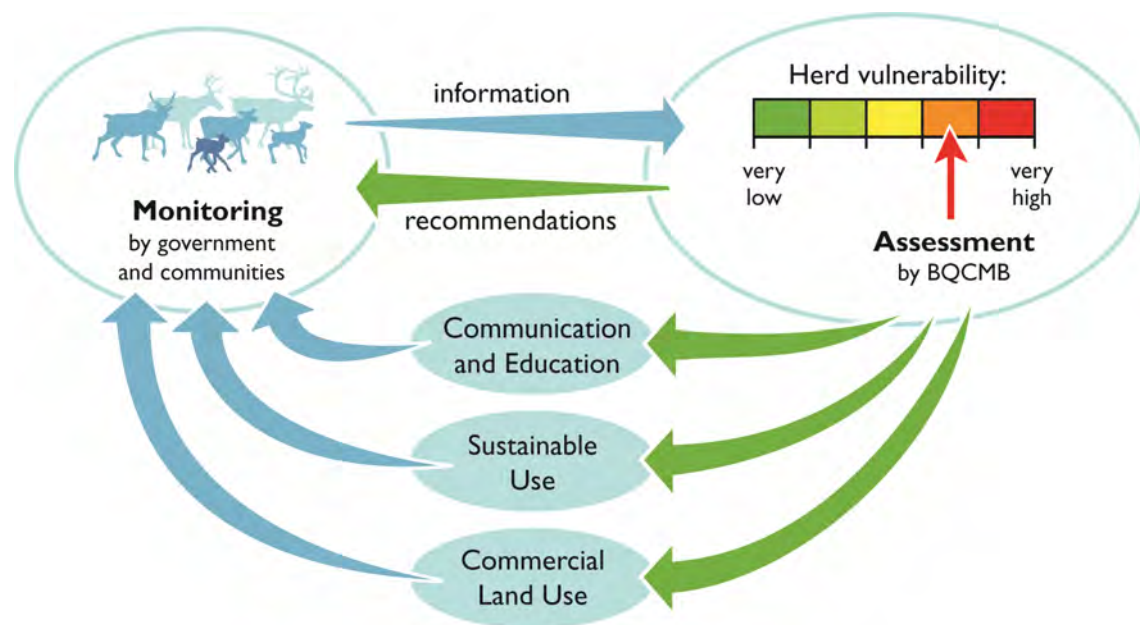 information
recommendations
Monitoring
by government
and communities
Herd vulnerability:
very
low
very
high
Assessment
by BQCMB
Communication
and Education
Sustainable
Use
Commercial
Land Use